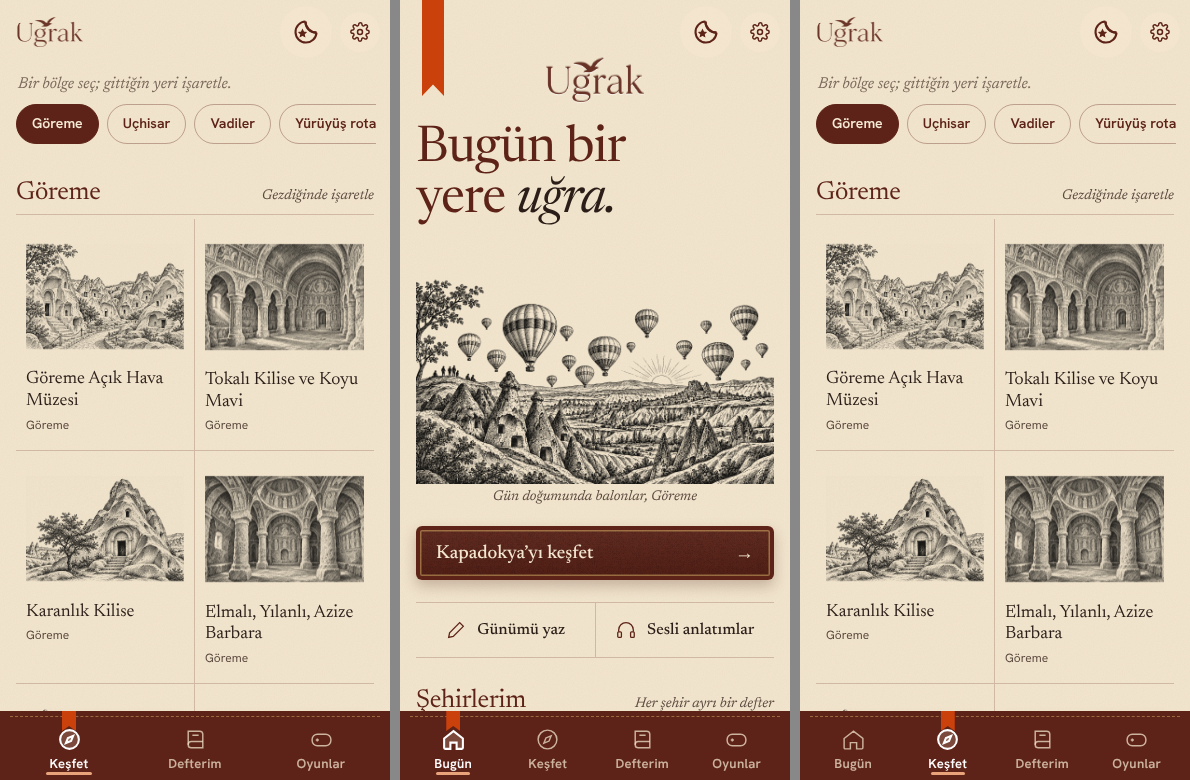 Uğrak
Bir bölge seç; gittiğin yeri işaretle.
Göreme
Uçhisar
Vadiler
Yürüyüş rota
Göreme
Gezdiğinde işaretle
Göreme Açık Hava
Müzesi
Göreme
Tokalı Kilise ve Koyu
Mavi
Göreme
Karanlık Kilise
Göreme
Elmalı, Yılanlı, Azize
Barbara
Göreme
Keşfet
Defterim
Oyunlar
Uğrak
Bugün bir
yere uğra.
Gün doğumunda balonlar, Göreme
Kapadokya’yı keşfet →
Günümü yaz
Sesli anlatımlar
Şehirlerim
Her şehir ayrı bir defter
Bugün
Keşfet
Defterim
Oyunlar
Uğrak
Bir bölge seç; gittiğin yeri işaretle.
Göreme
Uçhisar
Vadiler
Yürüyüş rota
Göreme
Gezdiğinde işaretle
Göreme Açık Hava
Müzesi
Göreme
Tokalı Kilise ve Koyu
Mavi
Göreme
Karanlık Kilise
Göreme
Elmalı, Yılanlı, Azize
Barbara
Göreme
Bugün
Keşfet
Defterim
Oyunlar